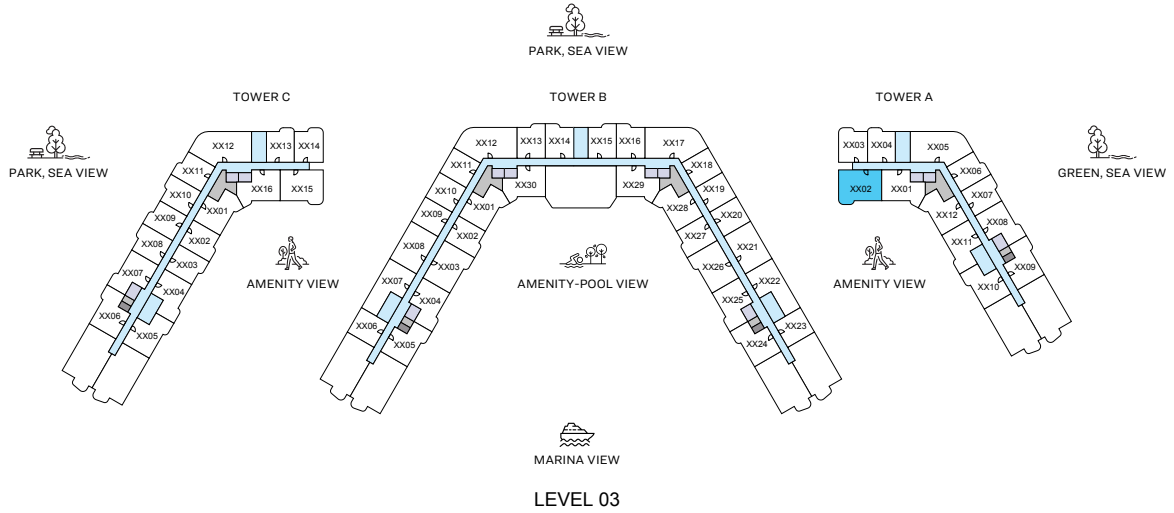 PARK, SEA VIEW
TOWER C
TOWER B
TOWER A
PARK, SEA VIEW
GREEN, SEA VIEW
XX12
XX13
XX14
XX11
XX16
XX15
XX10
XX01
XX09
XX02
XX08
XX03
XX07
XX04
XX06
XX05
AMENITY VIEW
XX12
XX13
XX14
XX15
XX16
XX17
XX11
XX18
XX30
XX29
XX10
XX19
XX01
XX28
XX09
XX20
XX02
XX27
XX08
XX21
XX03
XX26
XX07
XX22
XX04
XX25
XX06
XX23
XX05
XX24
AMENITY-POOL VIEW
XX03
XX04
XX05
XX02
XX01
XX06
XX07
XX12
XX08
XX11
XX09
XX10
AMENITY VIEW
MARINA VIEW
LEVEL 03